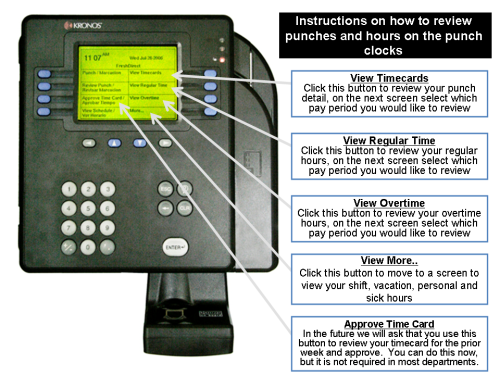 KRONOS
11:07 AM
Wed Jul 26
FreshDirect
Punch / Mercation View Timecards
Review Punch / View Regular Time
Approve Time Card / View Overtime
View Schedule / More...
ENTER
Instructions on how to review
punches and hours on the punch
clocks
View Timecards
Click this button to review your punch
detail, on the next screen select which
pay period you would like to review
View Regular Time
Click this button to review your regular
hours, on the next screen select which
pay period you would like to review
View Overtime
Click this button to review your overtime
hours, on the next screen select which
pay period you would like to review
View More..
Click this button to move to a screen to
view your shift, vacation, personal and
sick hours
Approve Time Card
In the future we will ask that you use this
button to review your timecard for the prior
week and approve. You can do this now,
but it is not required in most departments.